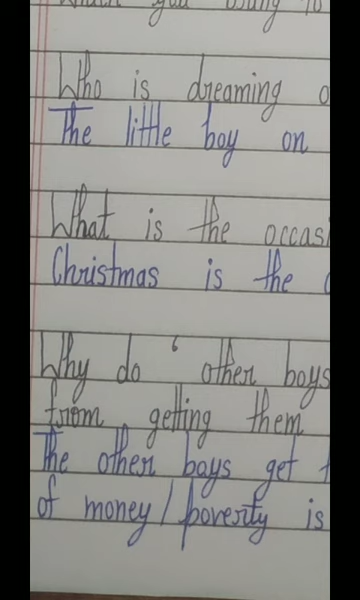 Who is dreaming
The little boy on
What is the occasi
Christmas is the
Why do ' other boys
from getting them
The other boys get
of money/poverty is